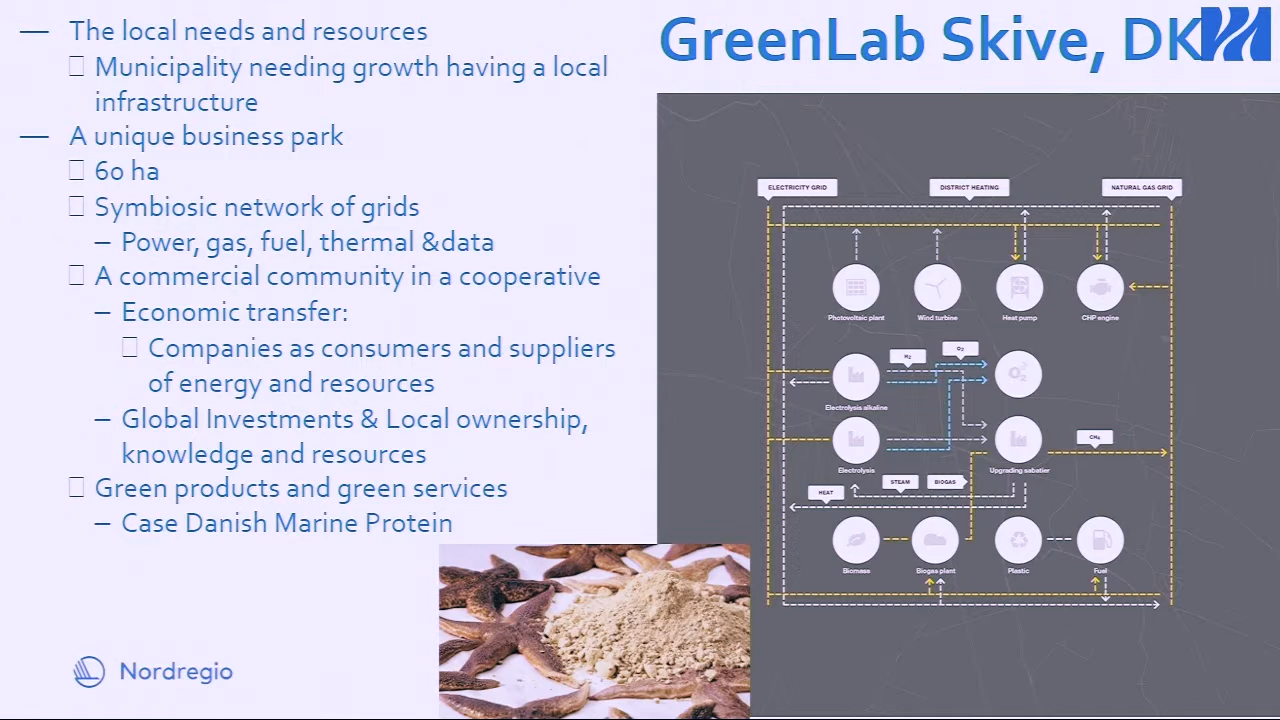 — The local needs and resources
Municipality needing growth having a local
infrastructure
— A unique business park
60 ha
Symbiosic network of grids
– Power, gas, fuel, thermal &data
A commercial community in a cooperative
– Economic transfer:
Companies as consumers and suppliers
of energy and resources
– Global Investments & Local ownership,
knowledge and resources
Green products and green services
– Case Danish Marine Protein
Nordregio
GreenLab Skive, DK
ELECTRICITY GRID
DISTRICT HEATING
NATURAL GAS GRID
Photovoltaic plant
Wind turbine
Heat pump
CHP engine
H₂
O₂
O₂
Electrolysis alkaline
Electrolysis
Upgrading sabatier
CH₄
STEAM
BIOGAS
HEAT
Biomass
Biogas plant
Plastic
Fuel